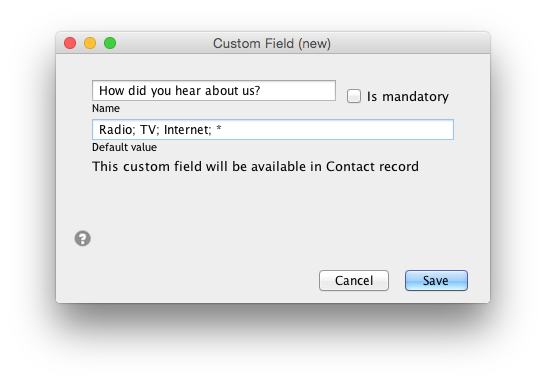 Custom Field (new)
How did you hear about us?
Is mandatory
Name
Radio; TV; Internet; *
Default value
This custom field will be available in Contact record
?
Cancel
Save